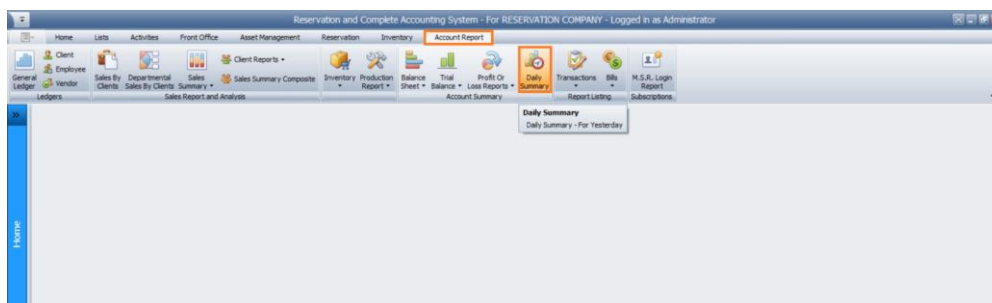 Reservation and Complete Accounting System - For RESERVATION COMPANY - Logged in as Administrator
Home Lists Activities Front Office Asset Management Reservation Inventory Account Report
General Ledger
Client
Employee
Vendor
Ledgers
Sales By Clients
Departmental Sales By Clients
Sales Summary
Client Reports
Sales Summary Composite
Sales Report and Analysis
Inventory
Production Report
Balance Sheet
Trial Balance
Profit Or Loss Reports
Daily Summary
Account Summary
Transactions
Bills
Report Listing
M.S.R. Login Report
Subscriptions
Daily Summary
Daily Summary - For Yesterday
Home